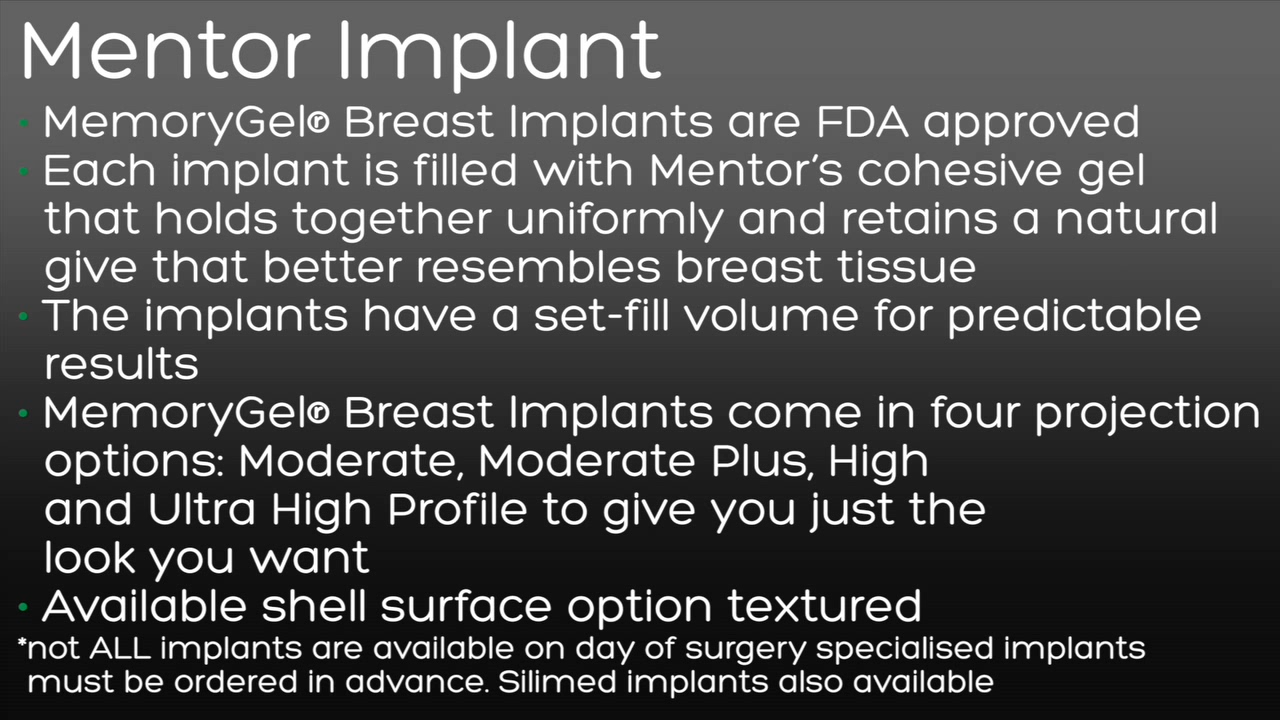 Mentor Implant
• MemoryGel® Breast Implants are FDA approved
• Each implant is filled with Mentor’s cohesive gel
that holds together uniformly and retains a natural
give that better resembles breast tissue
• The implants have a set-fill volume for predictable
results
• MemoryGel® Breast Implants come in four projection
options: Moderate, Moderate Plus, High
and Ultra High Profile to give you just the
look you want
• Available shell surface option textured
*not ALL implants are available on day of surgery specialised implants
must be ordered in advance. Silimed implants also available